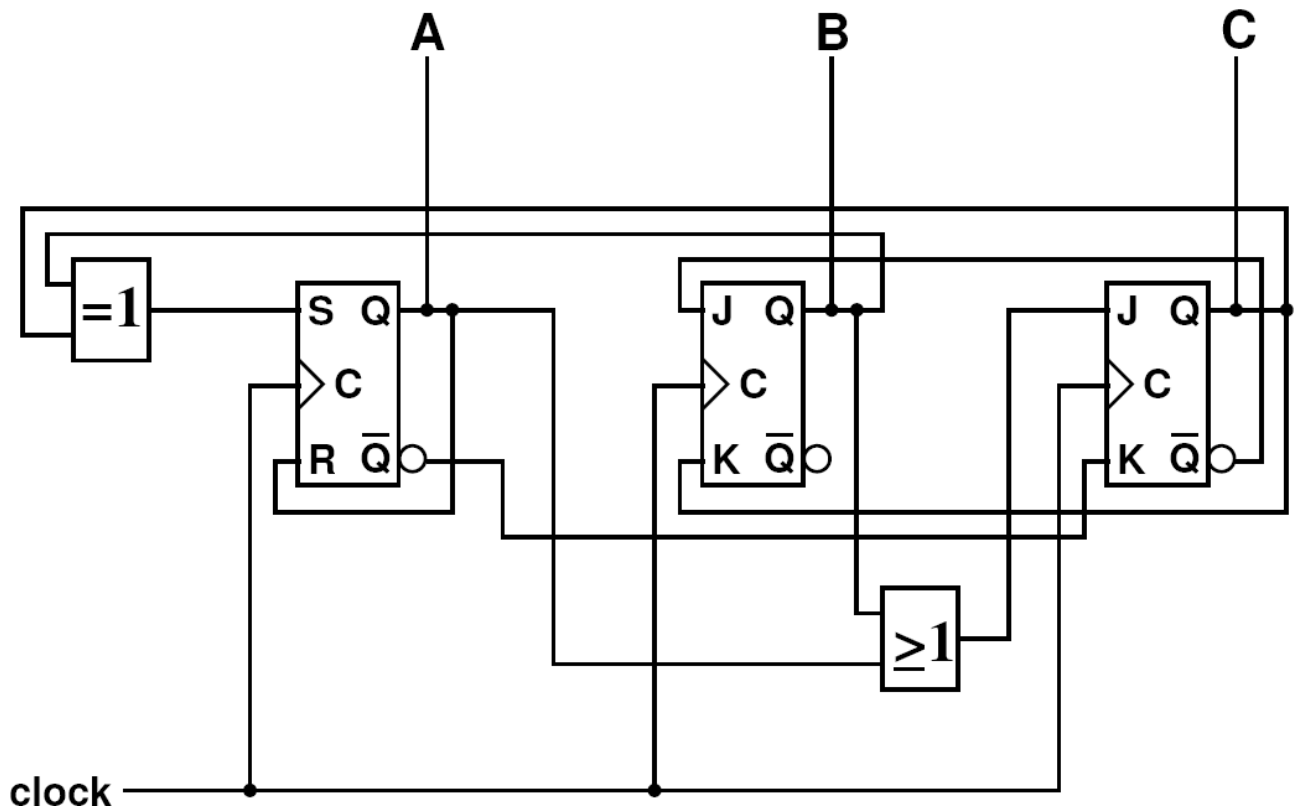 A B C
=1 S Q J Q J Q
C C C
R Q̅ K Q̅ K Q̅
≥1
clock